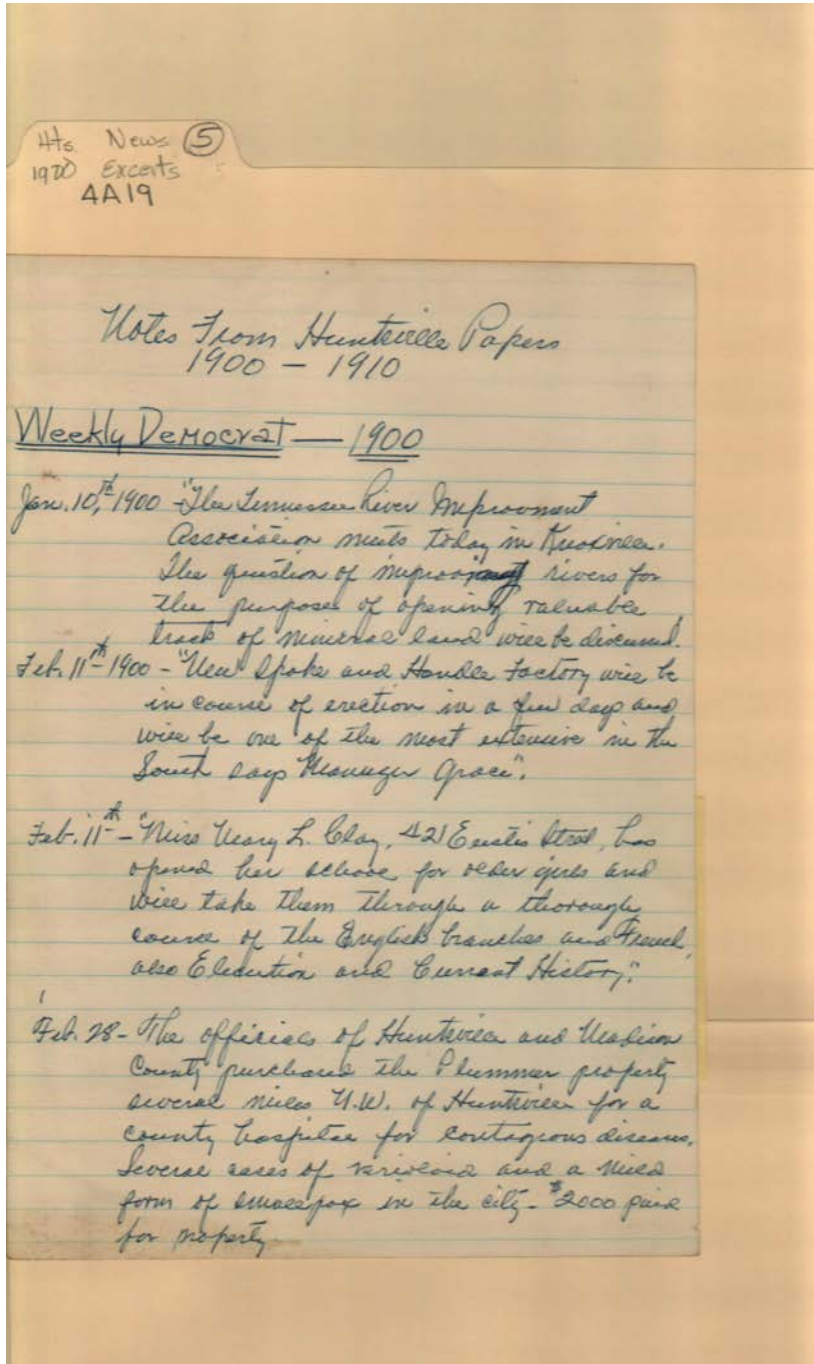 Hts. News 5
1900 Excerts
4A19
Notes From Huntsville Papers
1900 - 1910
Weekly Democrat — 1900
Jan. 10,th 1900 - "The Tennessee River Improvment
Association meets today in Knoxville.
The question of improving rivers for
the purposes of opening valuable
track of mineral land will be discussed.
Feb. 11th 1900 - "New Spoke and Handle Factory will be
in course of erection in a few days and
will be one of the most extensive in the
South says Manager Grace".
Feb. 11th - "Miss Mary L. Clay, 421 Eustis Street, has
opened her school for older girls and
will take them through a thorough
course of the English branches and French,
also Elocution and Current History".
Feb. 28 - The officials of Huntsville and Madison
County purchased the Plummer property
several miles N.W. of Huntsville for a
county hospital for contagious diseases.
Several cases of varioloid and a mild
form of smallpox in the city. $2000 paid
for property